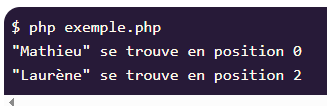 $ php exemple.php
"Mathieu" se trouve en position 0
"Laurène" se trouve en position 2